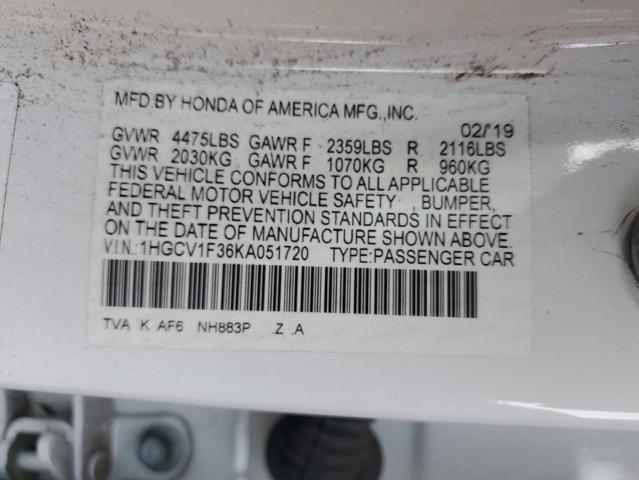 MFD BY HONDA OF AMERICA MFG.,INC. 02/19
GVWR 4475LBS GAWR F 2359LBS R 2116LBS
GVWR 2030KG GAWR F 1070KG R 960KG
THIS VEHICLE CONFORMS TO ALL APPLICABLE
FEDERAL MOTOR VEHICLE SAFETY , BUMPER,
AND THEFT PREVENTION STANDARDS IN EFFECT
ON THE DATE OF MANUFACTURE SHOWN ABOVE.
V.I.N.:1HGCV1F36KA051720 TYPE:PASSENGER CAR
TVA K AF6 NH883P .Z .A